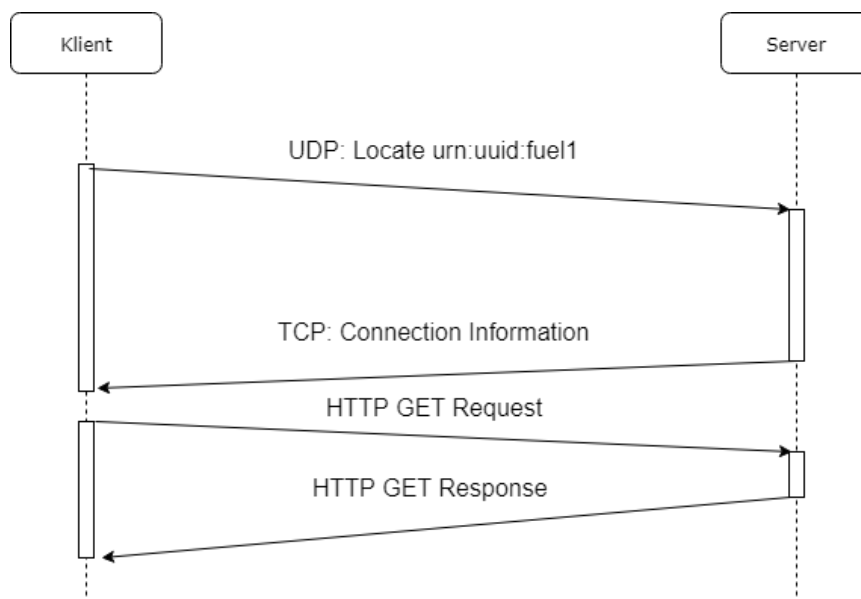 Klient
Server
UDP: Locate urn:uuid:fuel1
TCP: Connection Information
HTTP GET Request
HTTP GET Response